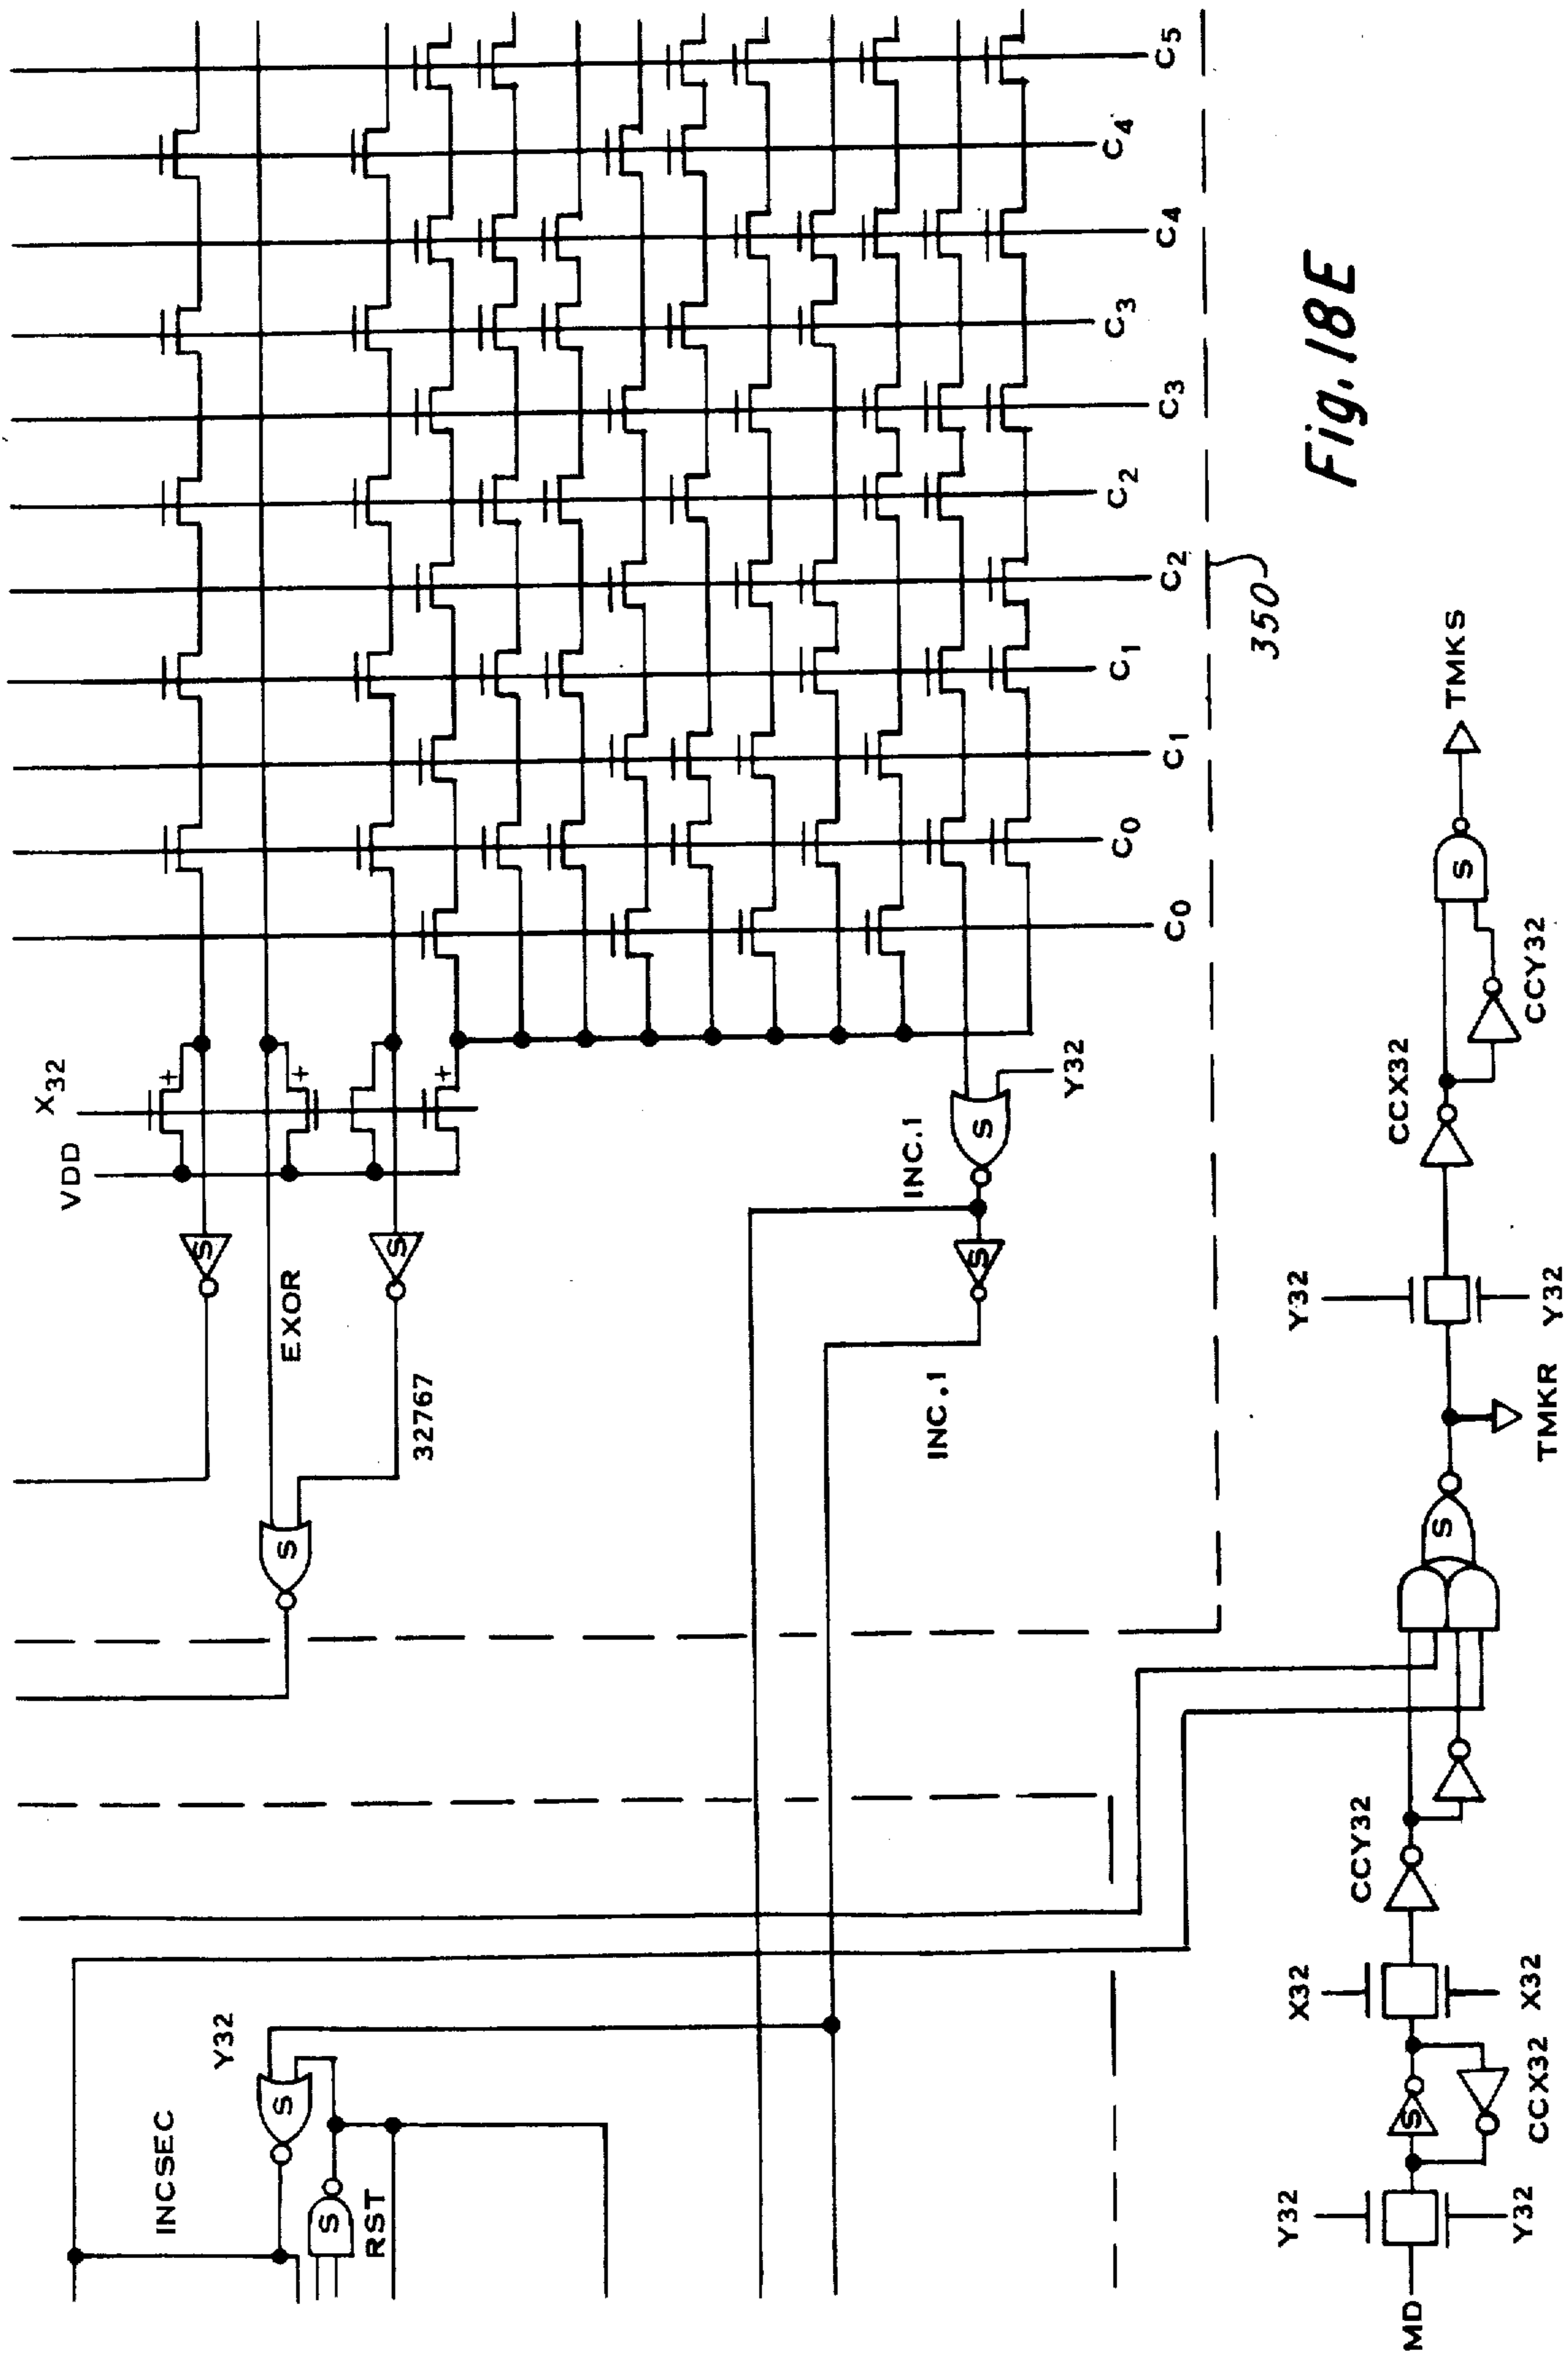 VDD
X32
C0
C0
C1
C1
C2
C2
C3
C3
C4
C4
C5
+
+
+
S
S
S
EXOR
32767
INC.1
S
Y32
S
INC.1
350
Fig. 18E
INCSEC
Y32
S
S
RST
MD
Y32
Y32
S
CCX32
X32
X32
CCY32
S
TMKR
Y32
Y32
CCX32
CCY32
S
TMKS